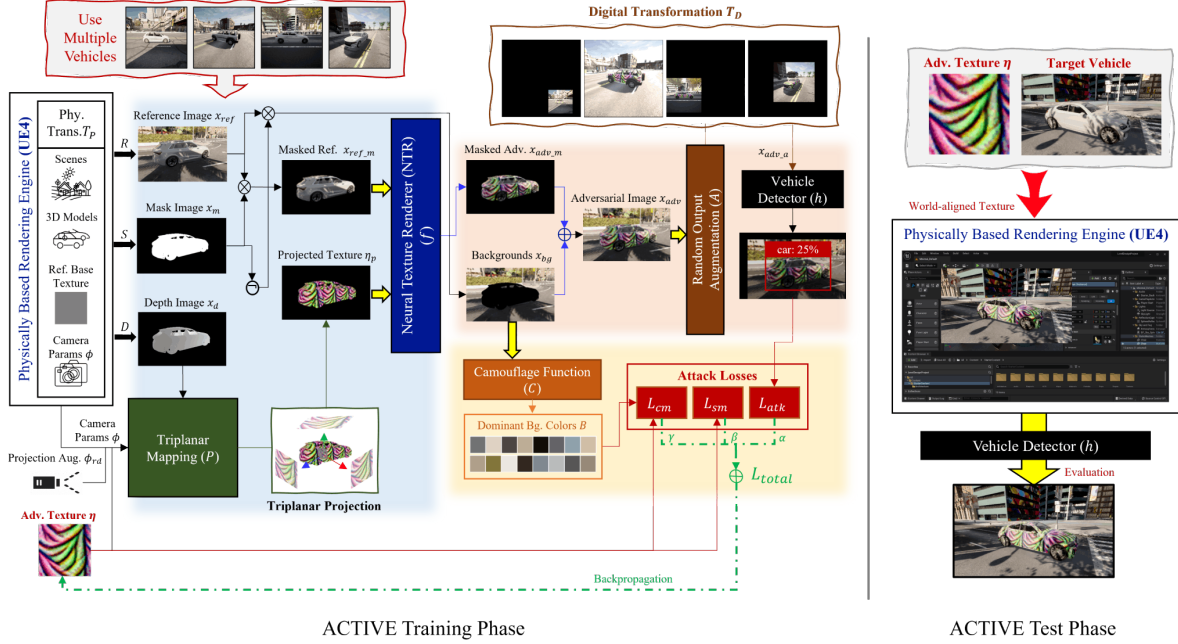 Use
Multiple
Vehicles
Digital Transformation T_D
Physically Based Rendering Engine (UE4)
Phy.
Trans.T_P
Scenes
3D Models
Ref. Base
Texture
Camera
Params ϕ
R
S
D
Reference Image x_ref
Mask Image x_m
Depth Image x_d
Masked Ref. x_ref_m
Projected Texture η_p
Neural Texture Renderer (NTR)
(f)
Masked Adv. x_adv_m
Backgrounds x_bg
Adversarial Image x_adv
Random Output
Augmentation (A)
x_adv_a
Vehicle
Detector (h)
car: 25%
Camera
Params ϕ
Projection Aug. ϕ_rd
Triplanar
Mapping (P)
Triplanar Projection
Camouflage Function
(C)
Dominant Bg. Colors B
Attack Losses
L_cm
L_sm
L_atk
γ
β
α
L_total
Adv. Texture η
Backpropagation
ACTIVE Training Phase
Adv. Texture η
Target Vehicle
World-aligned Texture
Physically Based Rendering Engine (UE4)
Vehicle Detector (h)
Evaluation
ACTIVE Test Phase